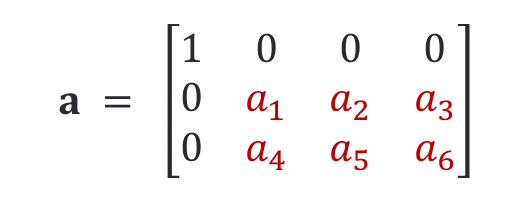 1 0 0 0
a = 0 a₁ a₂ a₃
0 a₄ a₅ a₆